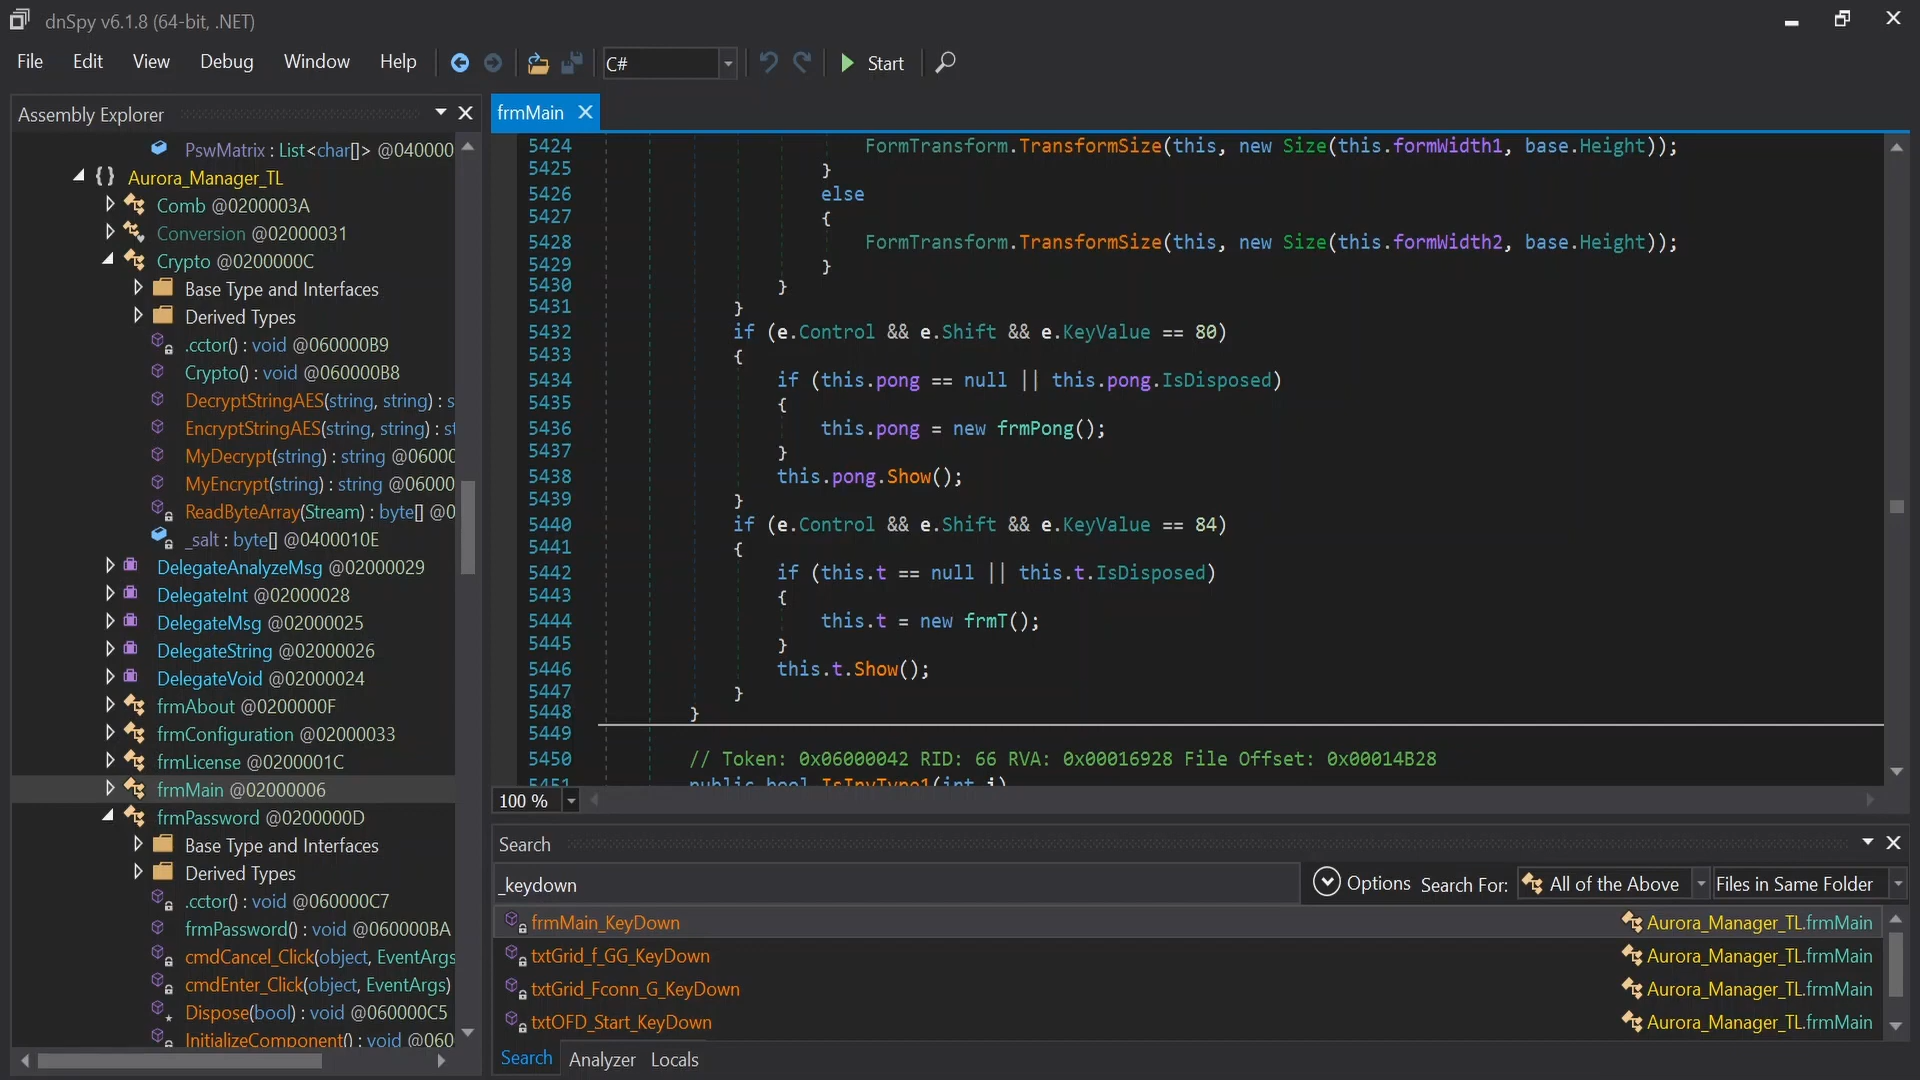 dnSpy v6.1.8 (64-bit, .NET)
File Edit View Debug Window Help C# Start
Assembly Explorer
PswMatrix : List<char[]> @040000
Aurora_Manager_TL
Comb @0200003A
Conversion @02000031
Crypto @0200000C
Base Type and Interfaces
Derived Types
.cctor() : void @060000B9
Crypto() : void @060000B8
DecryptStringAES(string, string) : s
EncryptStringAES(string, string) : st
MyDecrypt(string) : string @0600C
MyEncrypt(string) : string @06000
ReadByteArray(Stream) : byte[] @0
_salt : byte[] @0400010E
DelegateAnalyzeMsg @02000029
DelegateInt @02000028
DelegateMsg @02000025
DelegateString @02000026
DelegateVoid @02000024
frmAbout @0200000F
frmConfiguration @02000033
frmLicense @0200001C
frmMain @02000006
frmPassword @0200000D
Base Type and Interfaces
Derived Types
.cctor() : void @060000C7
frmPassword() : void @060000BA
cmdCancel_Click(object, EventArgs
cmdEnter_Click(object, EventArgs)
Dispose(bool) : void @060000C5
InitializeComponent() : void @060
frmMain
5424 FormTransform.TransformSize(this, new Size(this.formWidth1, base.Height));
5425 }
5426 else
5427 {
5428 FormTransform.TransformSize(this, new Size(this.formWidth2, base.Height));
5429 }
5430 }
5431 }
5432 if (e.Control && e.Shift && e.KeyValue == 80)
5433 {
5434 if (this.pong == null || this.pong.IsDisposed)
5435 {
5436 this.pong = new frmPong();
5437 }
5438 this.pong.Show();
5439 }
5440 if (e.Control && e.Shift && e.KeyValue == 84)
5441 {
5442 if (this.t == null || this.t.IsDisposed)
5443 {
5444 this.t = new frmT();
5445 }
5446 this.t.Show();
5447 }
5448 }
5449
5450 // Token: 0x06000042 RID: 66 RVA: 0x00016928 File Offset: 0x00014B28
5451 public bool IsInvType1(int i)
100 %
Search
_keydown Options Search For: All of the Above Files in Same Folder
frmMain_KeyDown Aurora_Manager_TL.frmMain
txtGrid_f_GG_KeyDown Aurora_Manager_TL.frmMain
txtGrid_Fconn_G_KeyDown Aurora_Manager_TL.frmMain
txtOFD_Start_KeyDown Aurora_Manager_TL.frmMain
Search Analyzer Locals